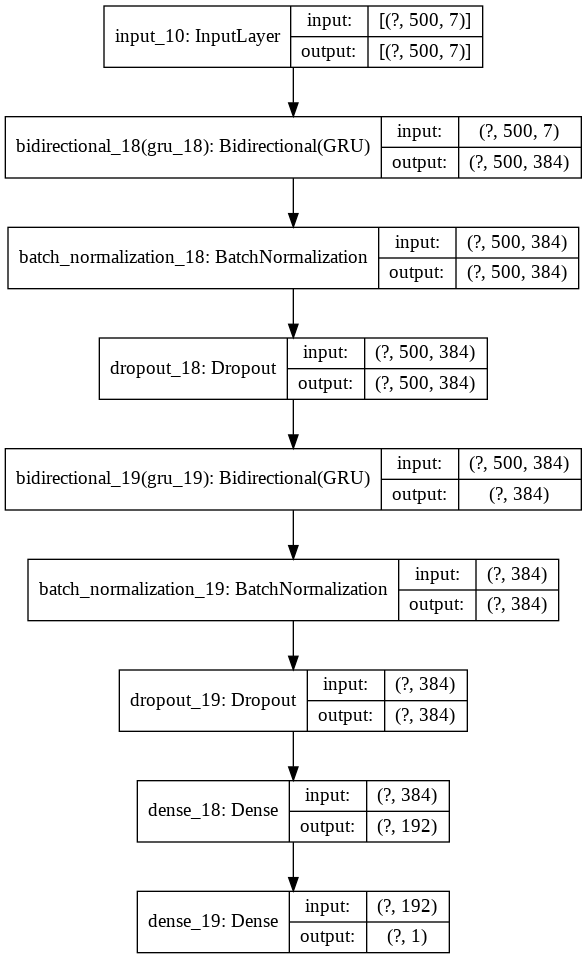 input_10: InputLayer
input: [(?, 500, 7)]
output: [(?, 500, 7)]
bidirectional_18(gru_18): Bidirectional(GRU)
input: (?, 500, 7)
output: (?, 500, 384)
batch_normalization_18: BatchNormalization
input: (?, 500, 384)
output: (?, 500, 384)
dropout_18: Dropout
input: (?, 500, 384)
output: (?, 500, 384)
bidirectional_19(gru_19): Bidirectional(GRU)
input: (?, 500, 384)
output: (?, 384)
batch_normalization_19: BatchNormalization
input: (?, 384)
output: (?, 384)
dropout_19: Dropout
input: (?, 384)
output: (?, 384)
dense_18: Dense
input: (?, 384)
output: (?, 192)
dense_19: Dense
input: (?, 192)
output: (?, 1)